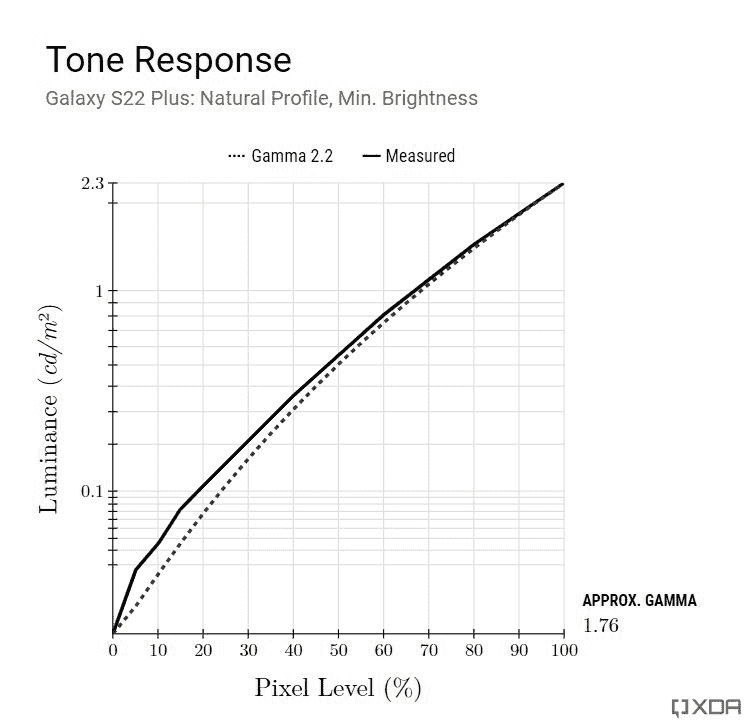 Tone Response
Galaxy S22 Plus: Natural Profile, Min. Brightness
Gamma 2.2 Measured
2.3
1
0.1
Luminance (cd/m²)
0 10 20 30 40 50 60 70 80 90 100
Pixel Level (%)
APPROX. GAMMA
1.76
XDA